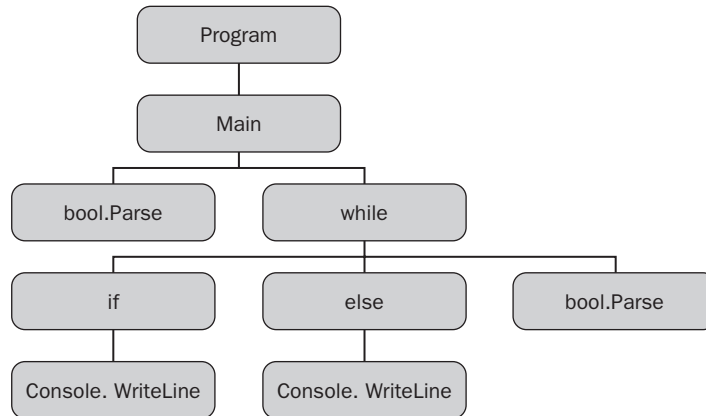 Program
Main
bool.Parse
while
if
else
bool.Parse
Console. WriteLine
Console. WriteLine